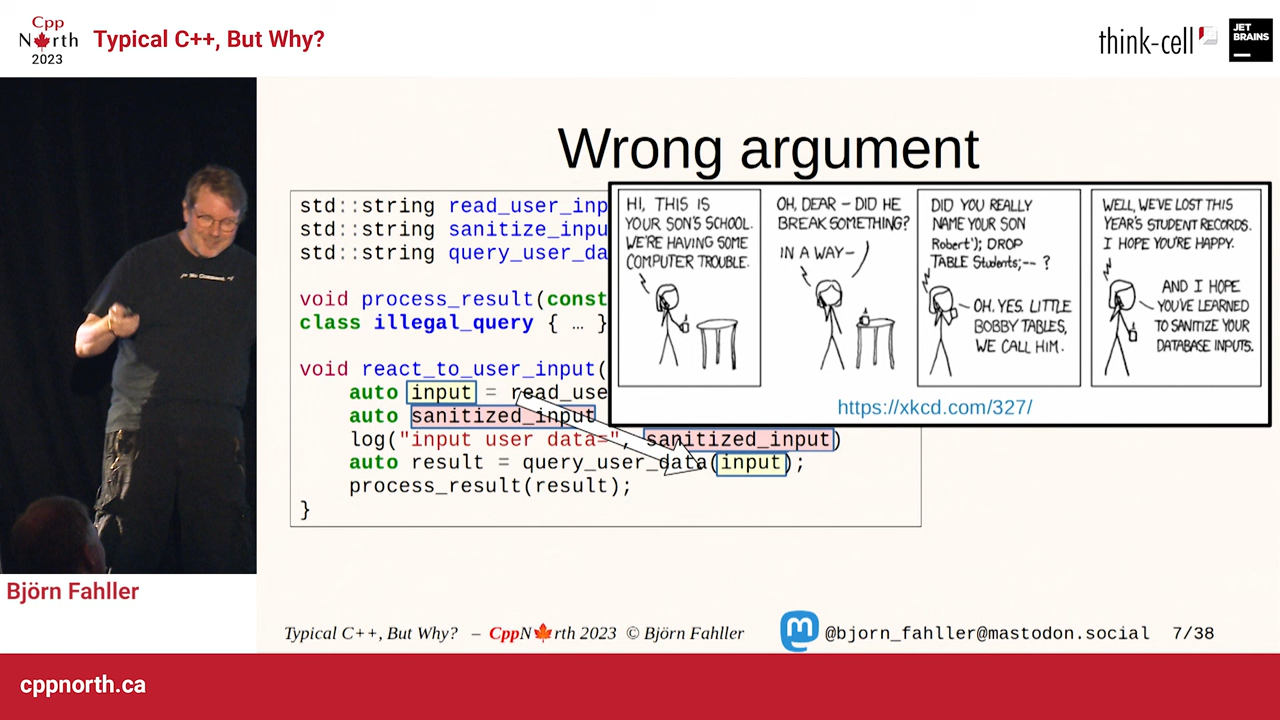 Cpp
North
2023
Typical C++, But Why?
think-cell
JET
BRAINS
Wrong argument
std::string read_user_inp
std::string sanitize_inpu
std::string query_user_da
void process_result(const
class illegal_query { … }
void react_to_user_input(
auto input = read_use
auto sanitized_input
log("input user data=", sanitized_input)
auto result = query_user_data(input);
process_result(result);
}
HI, THIS IS
YOUR SON'S SCHOOL.
WE'RE HAVING SOME
COMPUTER TROUBLE.
OH, DEAR – DID HE
BREAK SOMETHING?
IN A WAY–
DID YOU REALLY
NAME YOUR SON
Robert'); DROP
TABLE Students;-- ?
OH. YES. LITTLE
BOBBY TABLES,
WE CALL HIM.
WELL, WE'VE LOST THIS
YEAR'S STUDENT RECORDS.
I HOPE YOU'RE HAPPY.
AND I HOPE
YOU'VE LEARNED
TO SANITIZE YOUR
DATABASE INPUTS.
https://xkcd.com/327/
Björn Fahller
Typical C++, But Why? – CppNorth 2023 © Björn Fahller
@bjorn_fahller@mastodon.social 7/38
cppnorth.ca